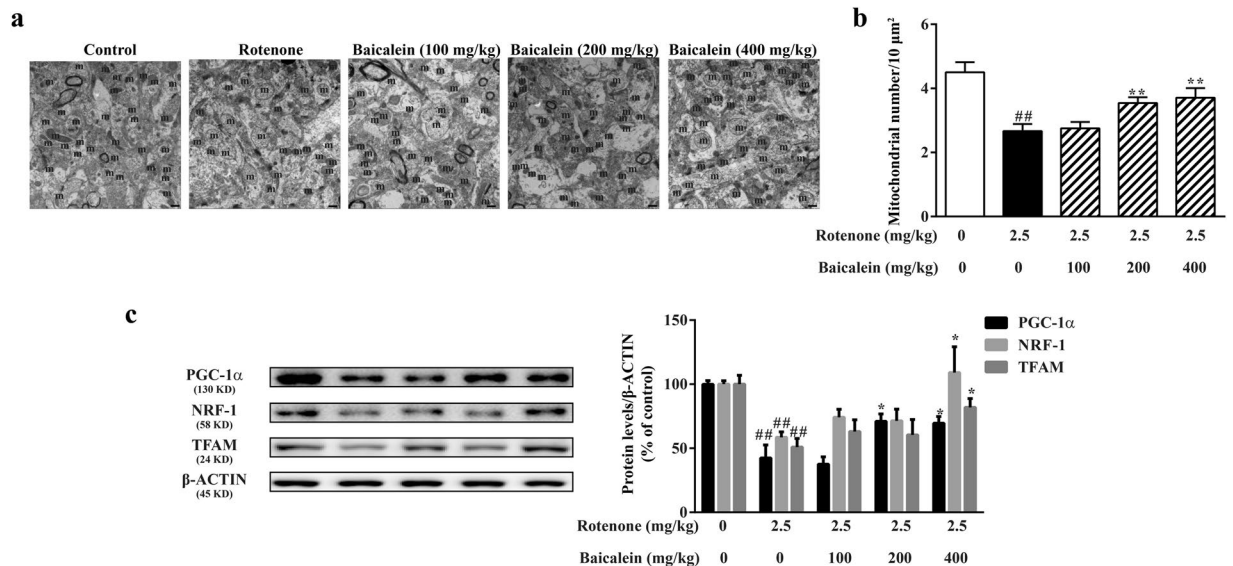 a
Control Rotenone Baicalein (100 mg/kg) Baicalein (200 mg/kg) Baicalein (400 mg/kg)
b
Mitochondrial number/10 μm²
6
4
2
0
##
**
**
Rotenone (mg/kg) 0 2.5 2.5 2.5 2.5
Baicalein (mg/kg) 0 0 100 200 400
c
PGC-1α
(130 KD)
NRF-1
(58 KD)
TFAM
(24 KD)
β-ACTIN
(45 KD)
Protein levels/β-ACTIN
(% of control)
150
100
50
0
PGC-1α
NRF-1
TFAM
## ## ##
*
* * *
Rotenone (mg/kg) 0 2.5 2.5 2.5 2.5
Baicalein (mg/kg) 0 0 100 200 400